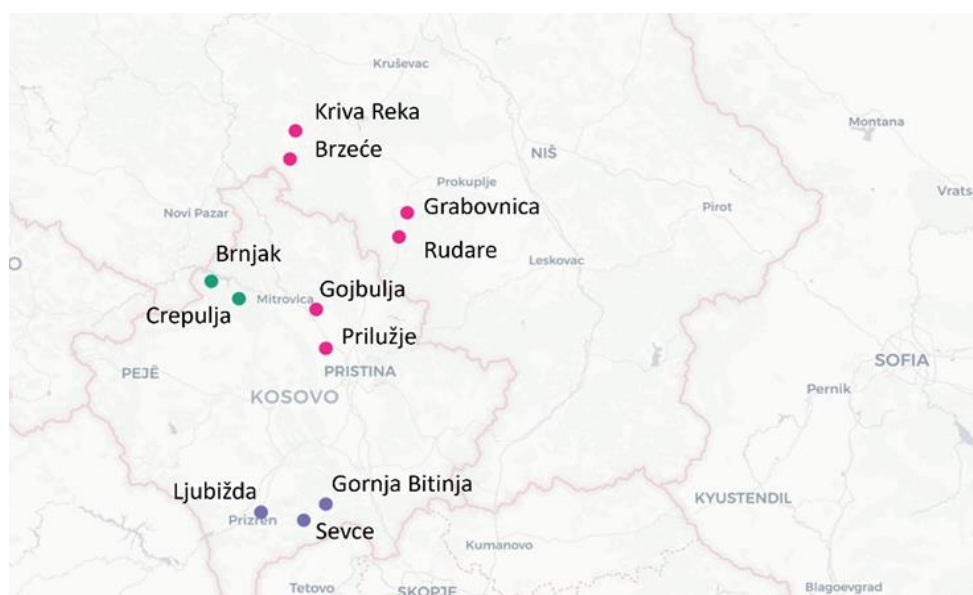 Kruševac
Kriva Reka
Montana
Brzeće
NIŠ
Prokuplje
Vrats
Grabovnica
Novi Pazar
Pirot
Rudare
Brnjak
Leskovac
O
Gojbulja
Mitrovica
Crepulja
Prilužje
SOFIA
PEJË
PRISTINA
Pernik
KOSOVO
Gornja Bitinja
Ljubižda
KYUSTENDIL
Prizren
Sevce
Kumanovo
Tetovo
SKOPJE
Blagoevgrad